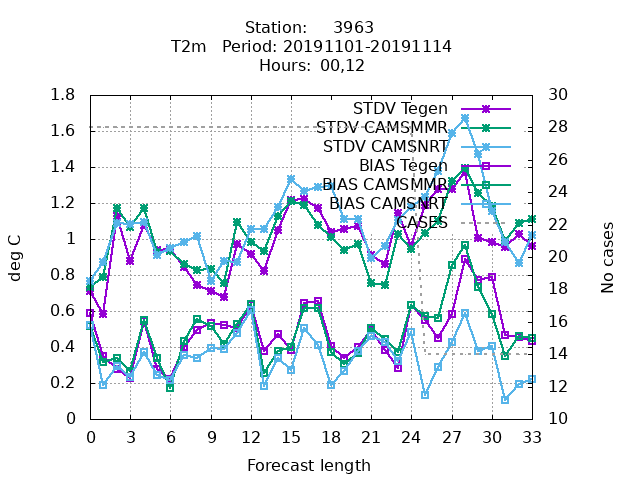 Station: 3963
T2m Period: 20191101-20191114
Hours: 00,12
1.8
1.6
1.4
1.2
1
0.8
0.6
0.4
0.2
0
30
28
26
24
22
20
18
16
14
12
10
STDV Tegen
STDV CAMSMMR
STDV CAMSNRT
BIAS Tegen
BIAS CAMSMMR
BIAS CAMSNRT
CASES
deg C
No cases
0 3 6 9 12 15 18 21 24 27 30 33
Forecast length